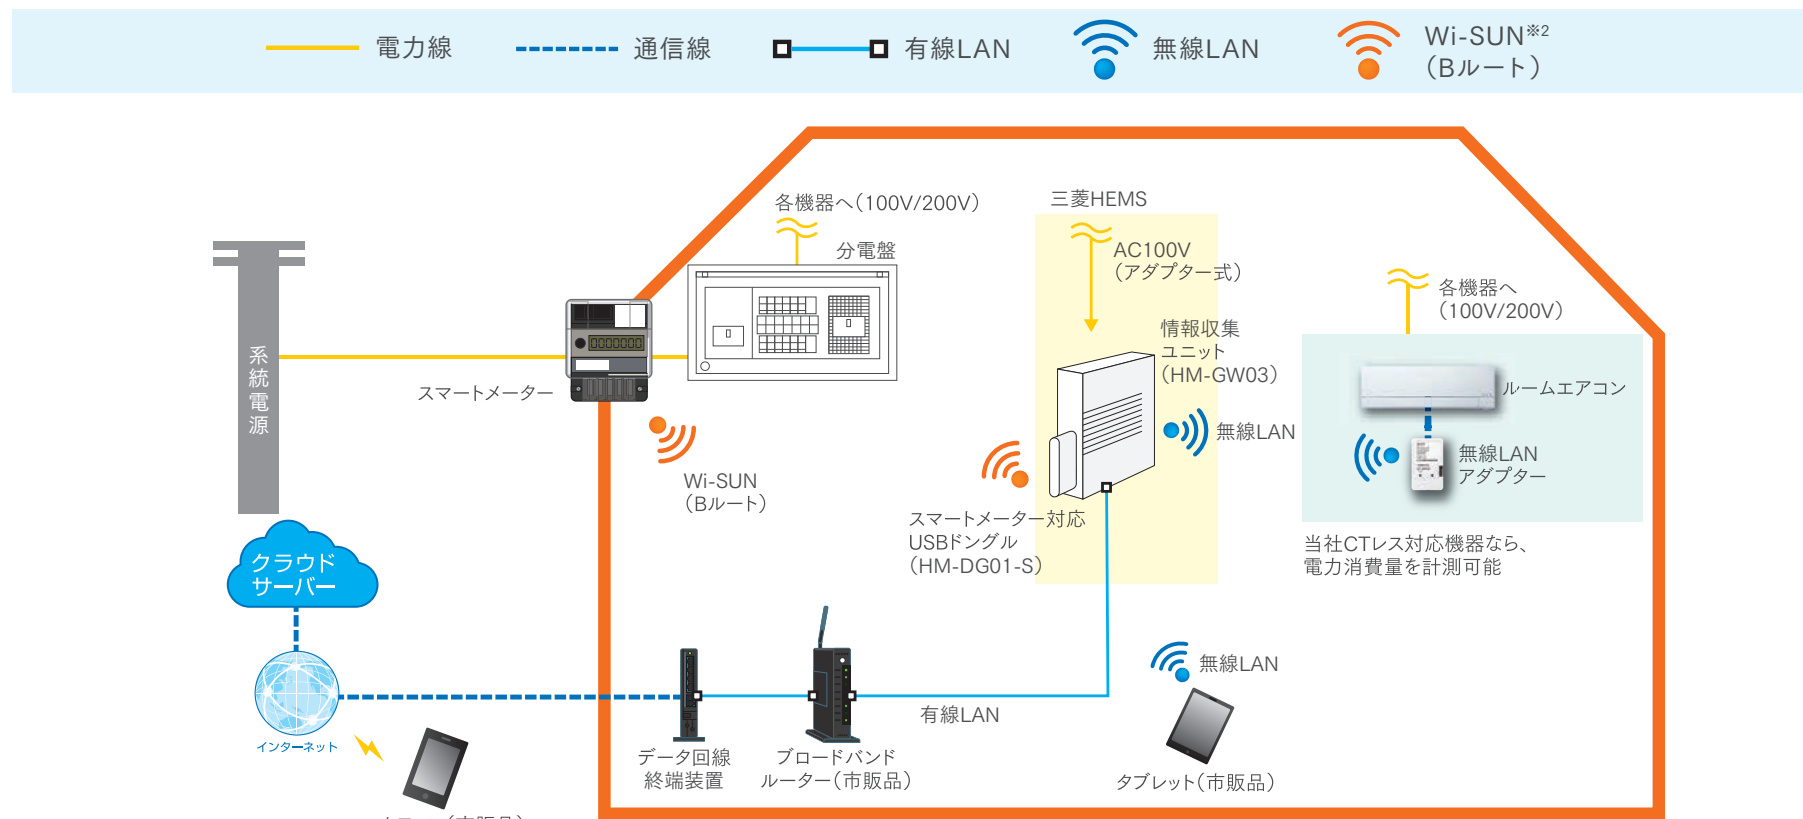 電力線
通信線
有線LAN
無線LAN
Wi-SUN※2
（Bルート）
各機器へ（100V/200V）
分電盤
三菱HEMS
AC100V
（アダプター式）
各機器へ
（100V/200V）
系統電源
スマートメーター
0000000
情報収集
ユニット
（HM-GW03）
ルームエアコン
無線LAN
無線LAN
アダプター
Wi-SUN
（Bルート）
スマートメーター対応
USBドングル
（HM-DG01-S）
当社CTレス対応機器なら、
電力消費量を計測可能
クラウド
サーバー
無線LAN
有線LAN
インターネット
データ回線
終端装置
ブロードバンド
ルーター（市販品）
タブレット（市販品）
（市販品）